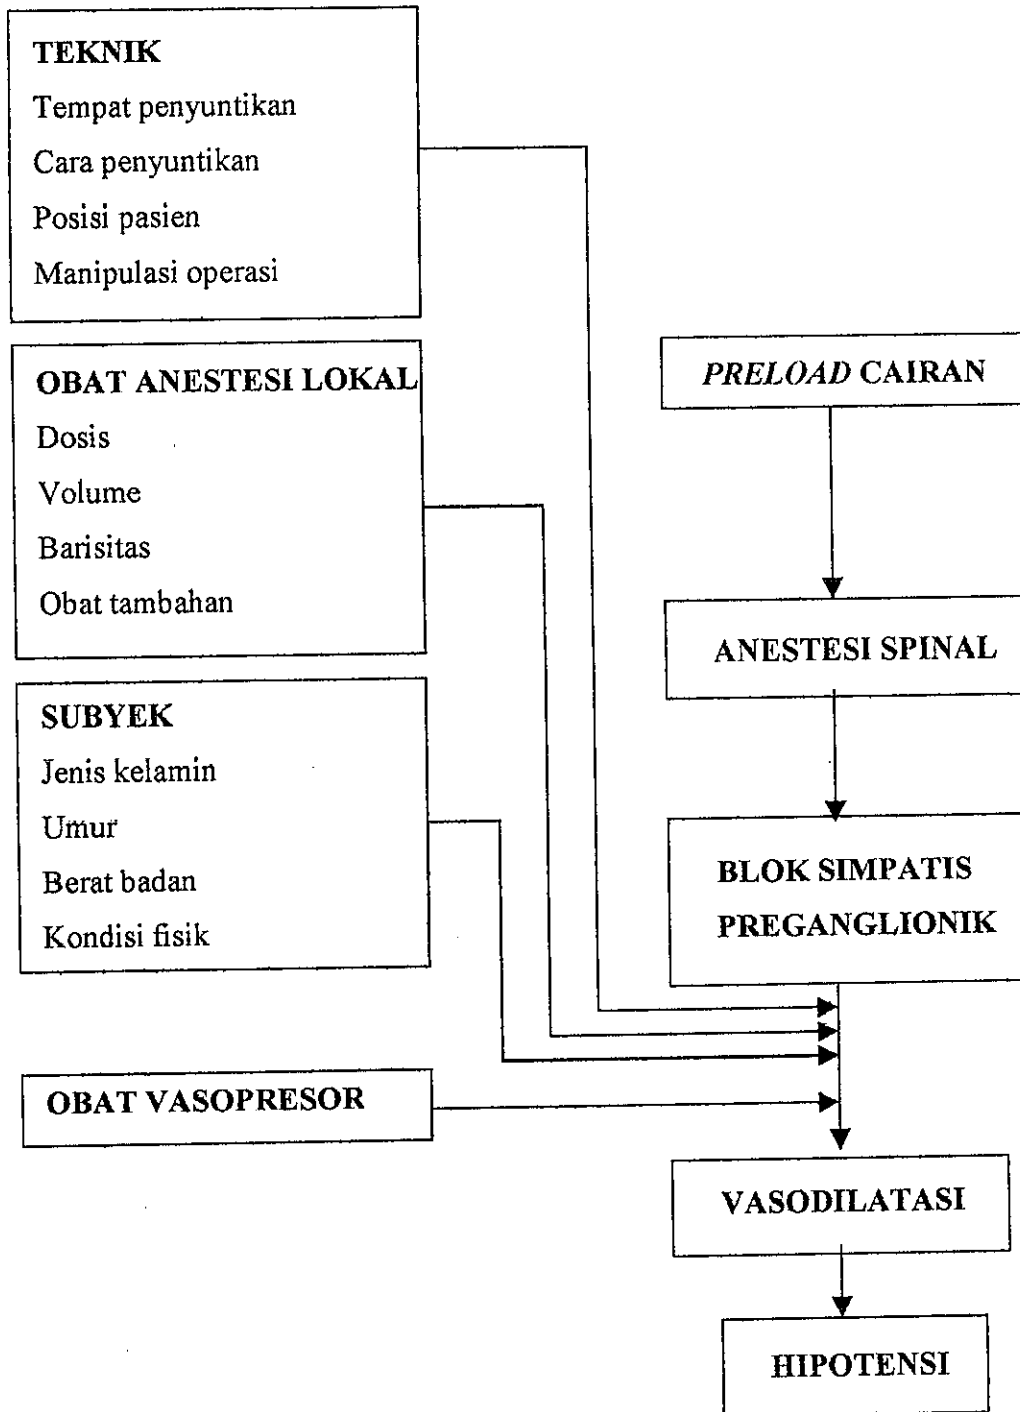 TEKNIK
Tempat penyuntikan
Cara penyuntikan
Posisi pasien
Manipulasi operasi
OBAT ANESTESI LOKAL
Dosis
Volume
Barisitas
Obat tambahan
SUBYEK
Jenis kelamin
Umur
Berat badan
Kondisi fisik
OBAT VASOPRESOR
PRELOAD CAIRAN
ANESTESI SPINAL
BLOK SIMPATIS
PREGANGLIONIK
VASODILATASI
HIPOTENSI